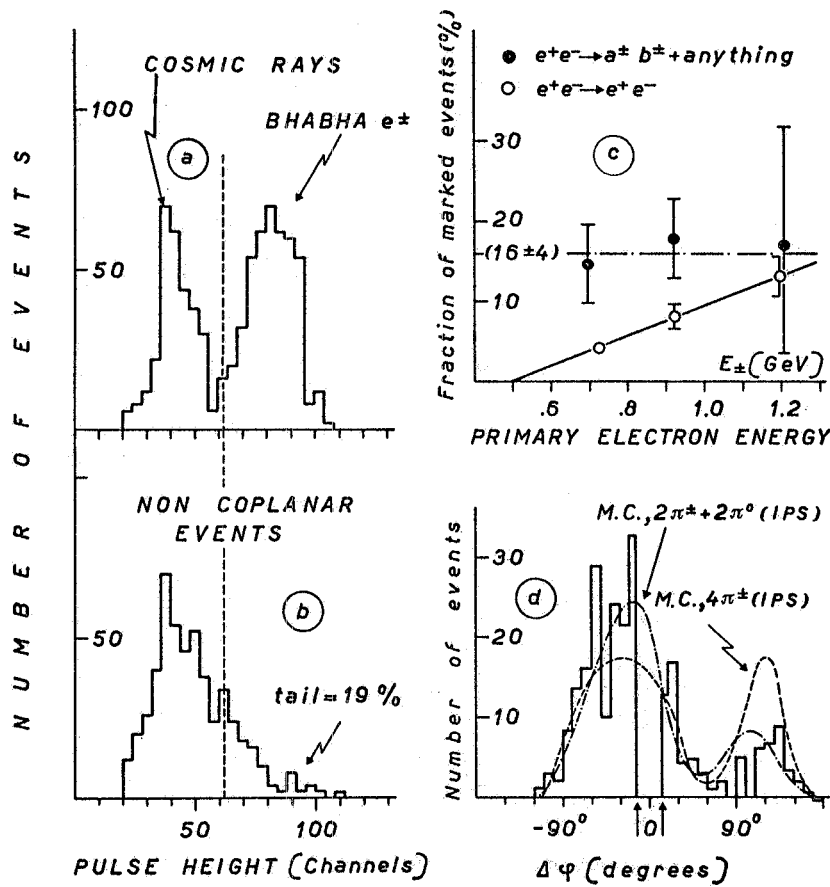 NUMBER OF EVENTS
100
50
COSMIC RAYS
a
BHABHA e±
50
NON COPLANAR
EVENTS
b
tail = 19 %
50
100
PULSE HEIGHT (Channels)
Fraction of marked events (%)
● e⁺e⁻→a± b± + anything
○ e⁺e⁻→e⁺ e⁻
30
c
20
(16 ±4)
10
E± [GeV]
.6 .8 1.0 1.2
PRIMARY ELECTRON ENERGY
Number of events
30
20
10
M.C., 2π± + 2π⁰ (IPS)
d
M.C., 4π± (IPS)
-90° 0 90°
Δφ (degrees)